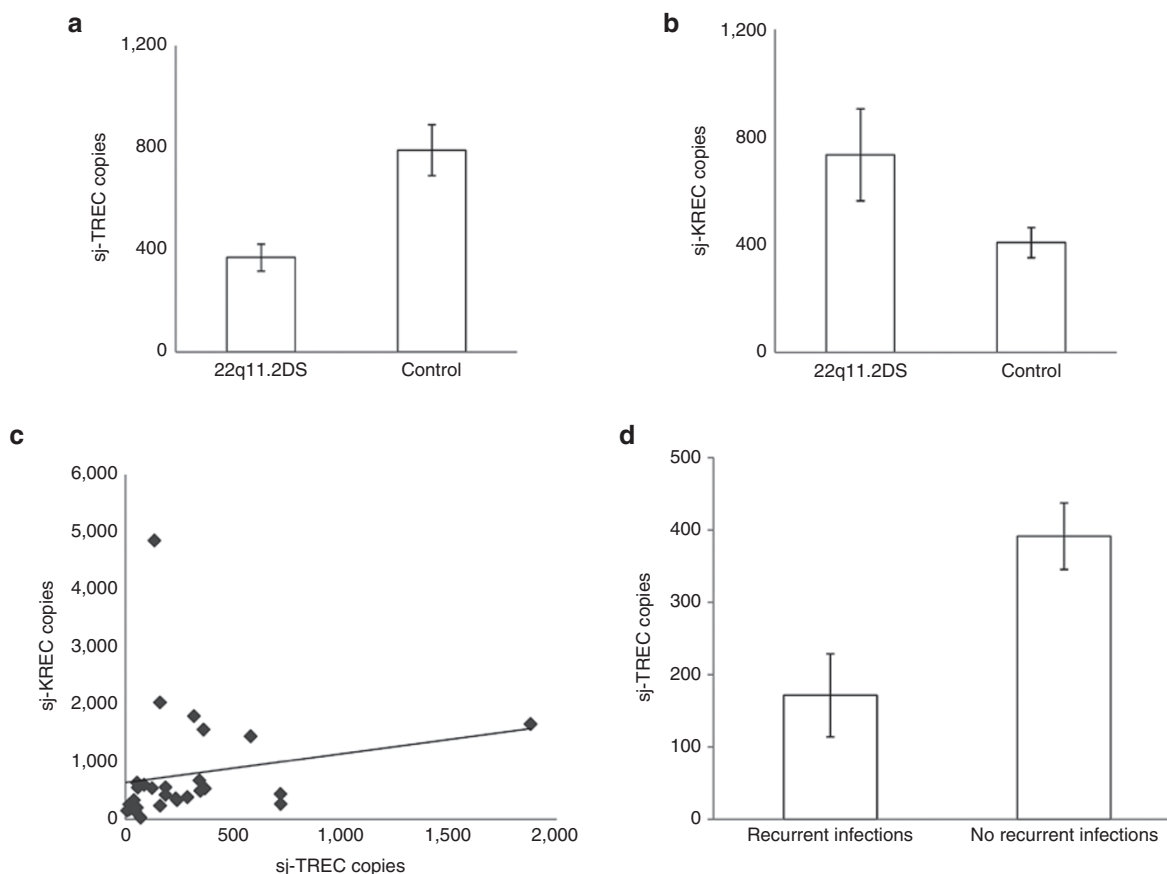 a
1,200
800
400
0
sj-TREC copies
22q11.2DS Control
b
1,200
800
400
0
sj-KREC copies
22q11.2DS Control
c
6,000
5,000
4,000
3,000
2,000
1,000
0
sj-KREC copies
0 500 1,000 1,500 2,000
sj-TREC copies
d
500
400
300
200
100
0
sj-TREC copies
Recurrent infections No recurrent infections